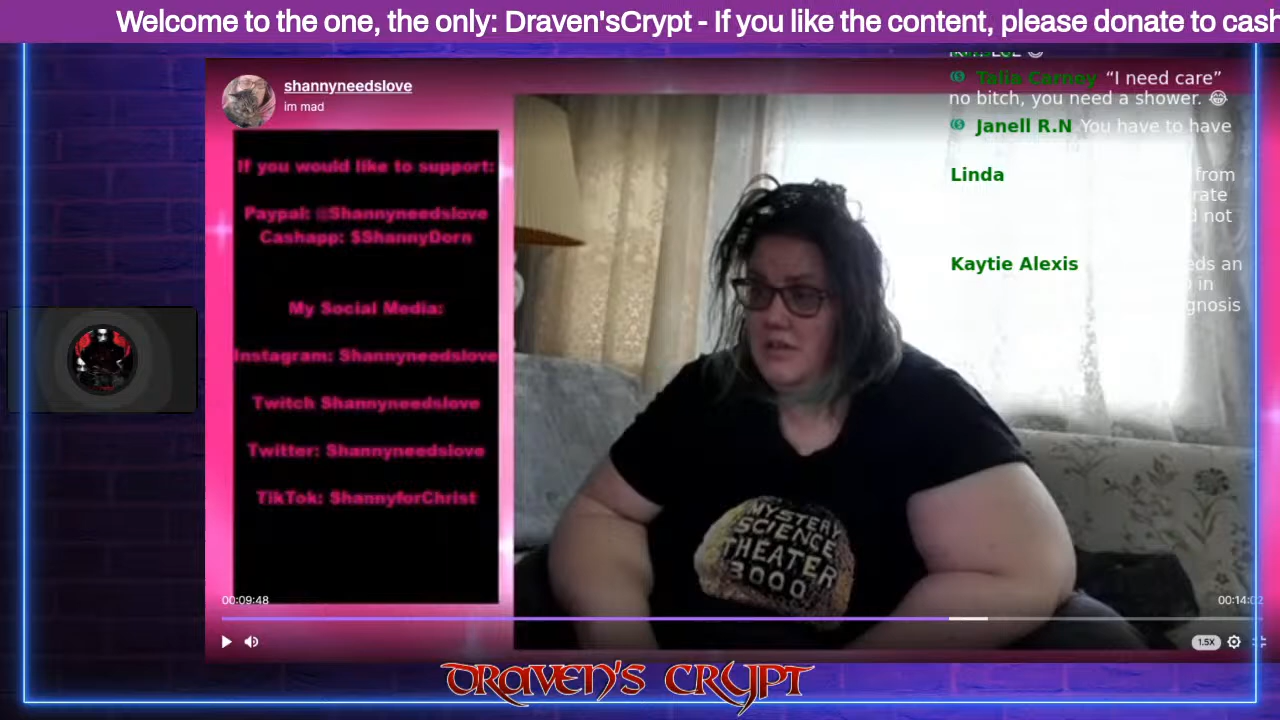 Welcome to the one, the only: Draven'sCrypt - If you like the content, please donate to cash
shannyneedslove
im mad
If you would like to support:
Paypal: @Shannyneedslove
Cashapp: $ShannyDorn
My Social Media:
Instagram: Shannyneedslove
Twitch Shannyneedslove
Twitter: Shannyneedslove
TikTok: ShannyforChrist
Talia Carney “I need care”
no bitch, you need a shower. 😂
Janell R.N You have to have
Linda from
rate
d not
Kaytie Alexis eds an
in
gnosis
MYSTERY
SCIENCE
THEATER
3000
00:09:48
00:14:02
1.5X
DRAVEN'S CRYPT